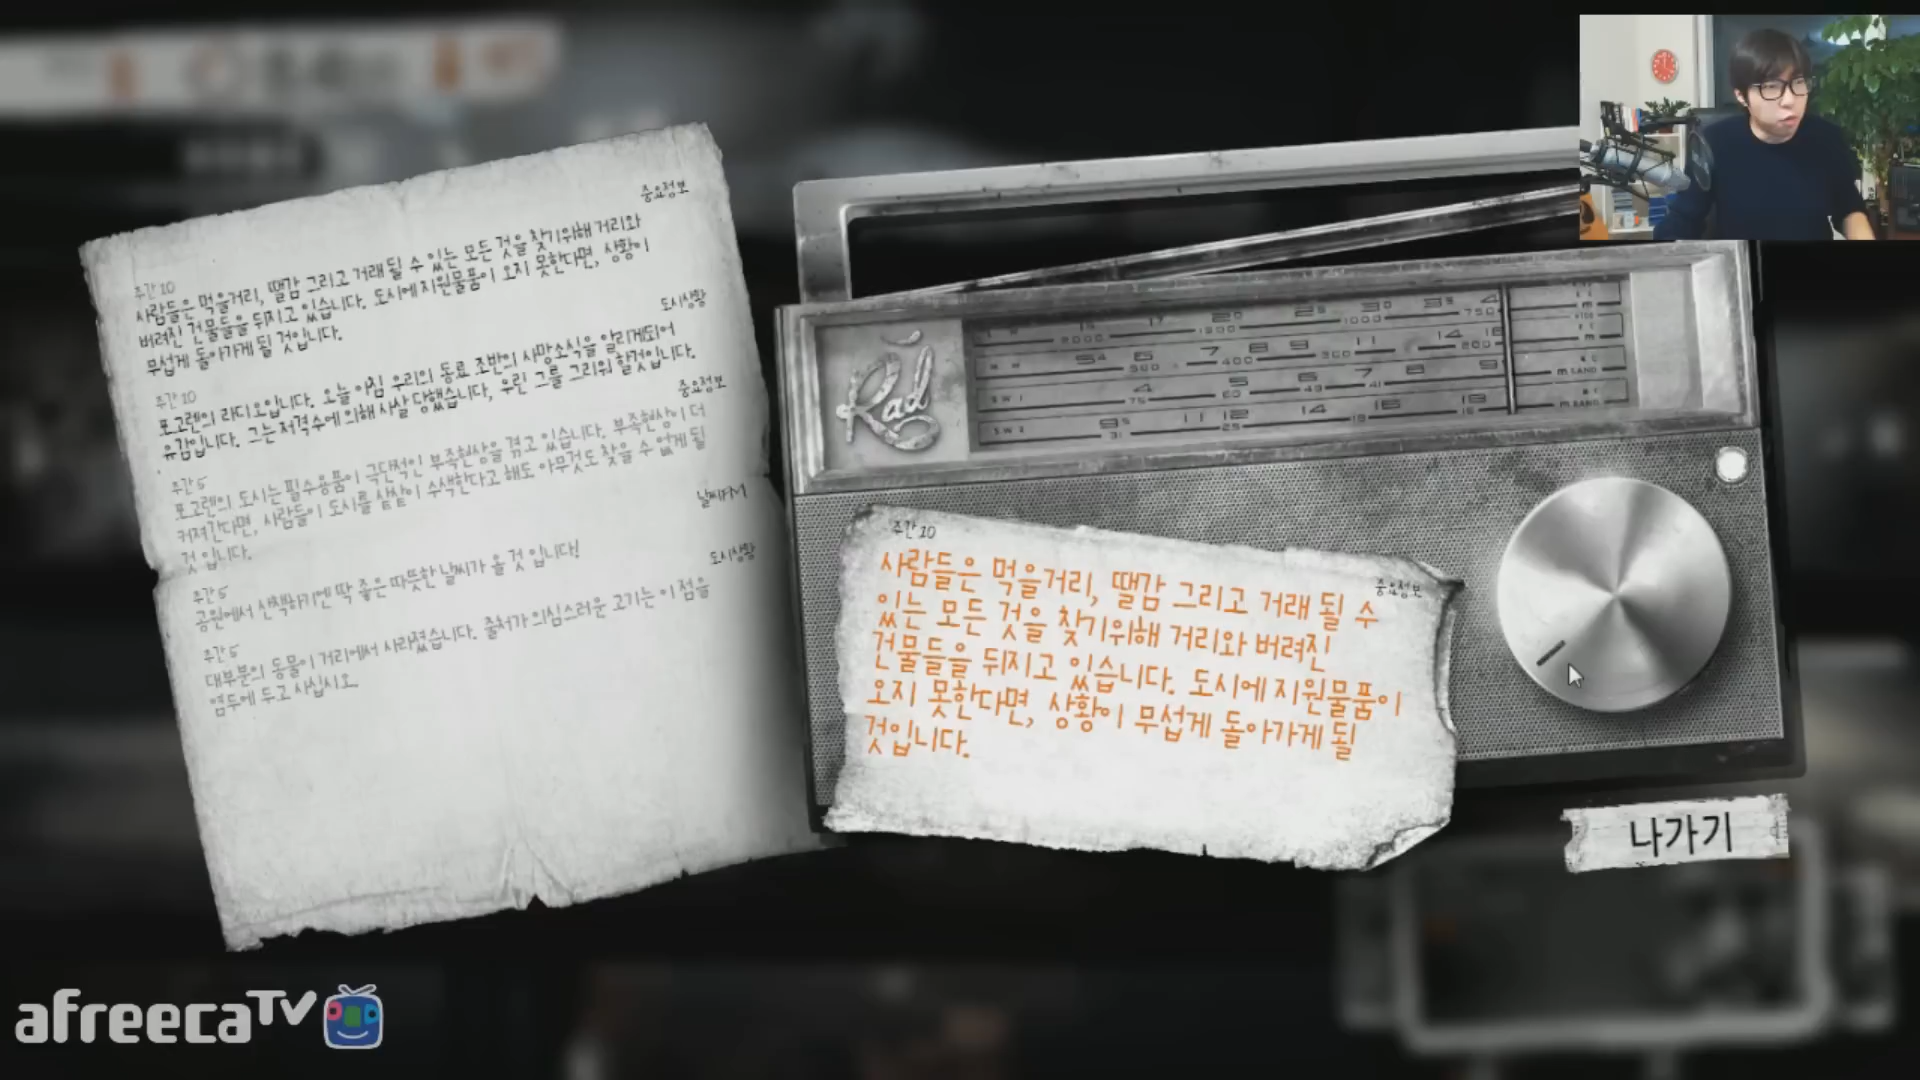 중요정보
주간 10
사람들은 먹을거리, 땔감 그리고 거래 될 수 있는 모든 것을 찾기위해 거리와
버려진 건물들을 뒤지고 있습니다. 도시에 지원물품이 오지 못한다면, 상황이
무섭게 돌아가게 될 것입니다.
도시상황
주간 10
포고렌의 라디오입니다. 오늘 아침 우리의 동료 조반의 사망소식을 알리게되어
유감입니다. 그는 저격수에 의해 사살 당했습니다, 우린 그를 그리워 할것입니다.
중요정보
주간 5
포고렌의 도시는 필수용품이 극단적인 부족현상을 겪고 있습니다. 부족현상이 더
커져간다면, 사람들이 도시를 샅샅이 수색한다고 해도 아무것도 찾을 수 없게 될
것 입니다.
날씨FM
주간 5
공원에서 산책하기엔 딱 좋은 따뜻한 날씨가 올 것 입니다!
도시상황
주간 5
대부분의 동물이 거리에서 사라졌습니다. 출처가 의심스러운 고기는 이 점을
염두에 두고 사십시오.
Rad
주간 10
중요정보
사람들은 먹을거리, 땔감 그리고 거래 될 수
있는 모든 것을 찾기위해 거리와 버려진
건물들을 뒤지고 있습니다. 도시에 지원물품이
오지 못한다면, 상황이 무섭게 돌아가게 될
것입니다.
나가기
afreecaTV